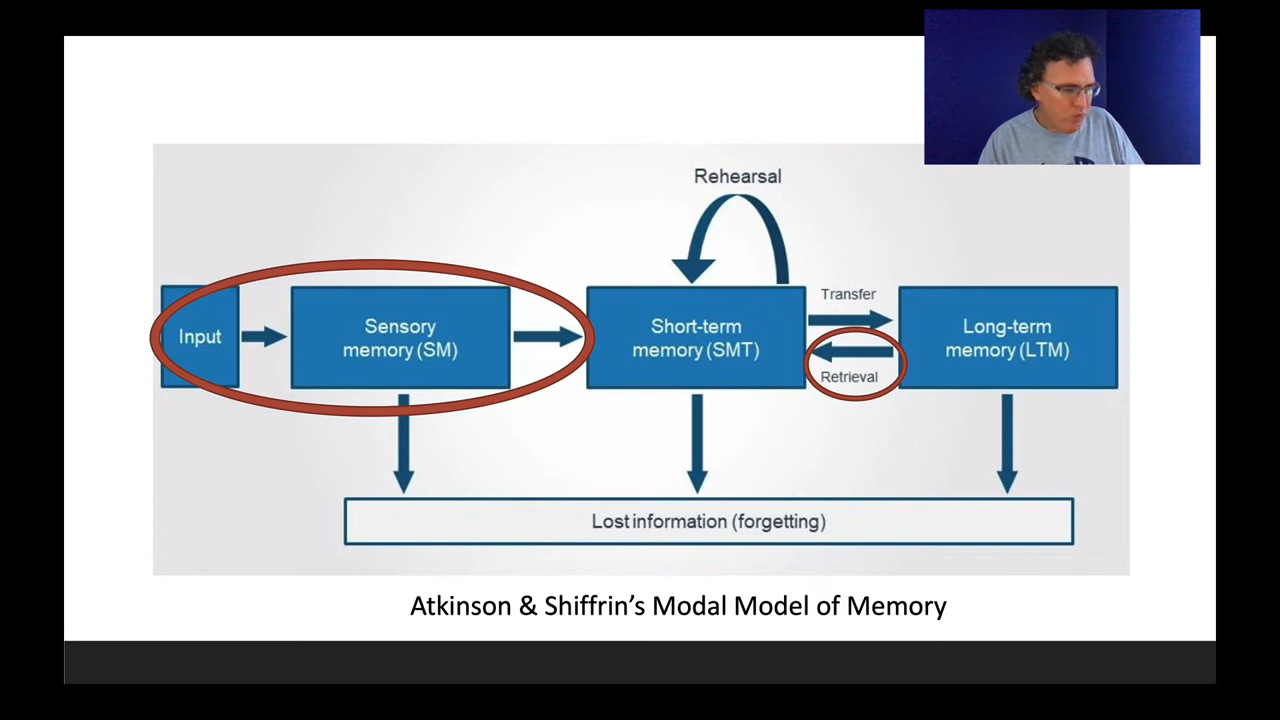 Rehearsal
Input
Sensory
memory (SM)
Short-term
memory (SMT)
Transfer
Retrieval
Long-term
memory (LTM)
Lost information (forgetting)
Atkinson & Shiffrin's Modal Model of Memory